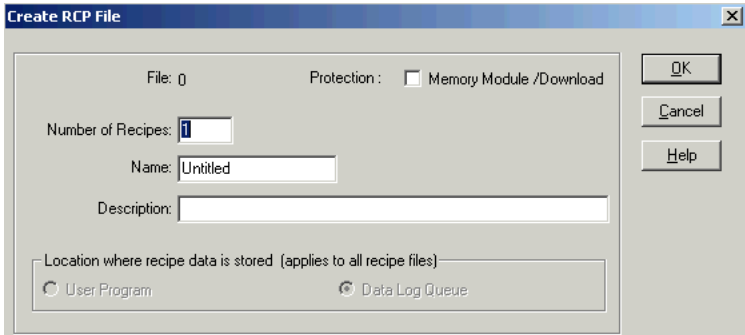 Create RCP File
File: 0 Protection : Memory Module /Download
OK
Number of Recipes: 1
Cancel
Name: Untitled
Help
Description:
Location where recipe data is stored (applies to all recipe files)
User Program Data Log Queue